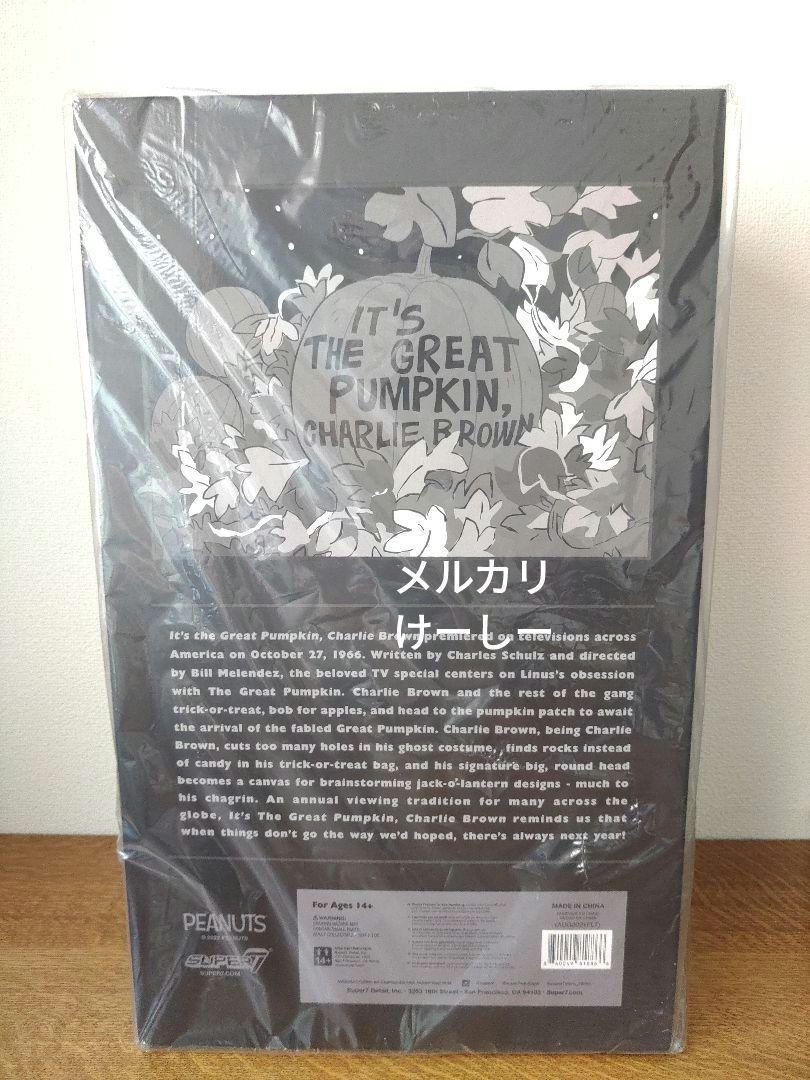 IT'S
THE GREAT
PUMPKIN,
CHARLIE BROWN
メルカリ
けーしー
It's the Great Pumpkin, Charlie Brown premiered on televisions across
America on October 27, 1966. Written by Charles Schulz and directed
by Bill Melendez, the beloved TV special centers on Linus's obsession
with The Great Pumpkin. Charlie Brown and the rest of the gang
trick-or-treat, bob for apples, and head to the pumpkin patch to await
the arrival of the fabled Great Pumpkin. Charlie Brown, being Charlie
Brown, cuts too many holes in his ghost costume, finds rocks instead
of candy in his trick-or-treat bag, and his signature big, round head
becomes a canvas for brainstorming jack-o'-lantern designs - much to
his chagrin. An annual viewing tradition for many across the
globe, It's The Great Pumpkin, Charlie Brown reminds us that
when things don't go the way we'd hoped, there's always next year!
PEANUTS
SUPER7
SUPER7.COM
For Ages 14+
WARNING:
14+
MADE IN CHINA
Super7 Retail, Inc. · 3253 16th Street · San Francisco, CA 94103 · Super7.com